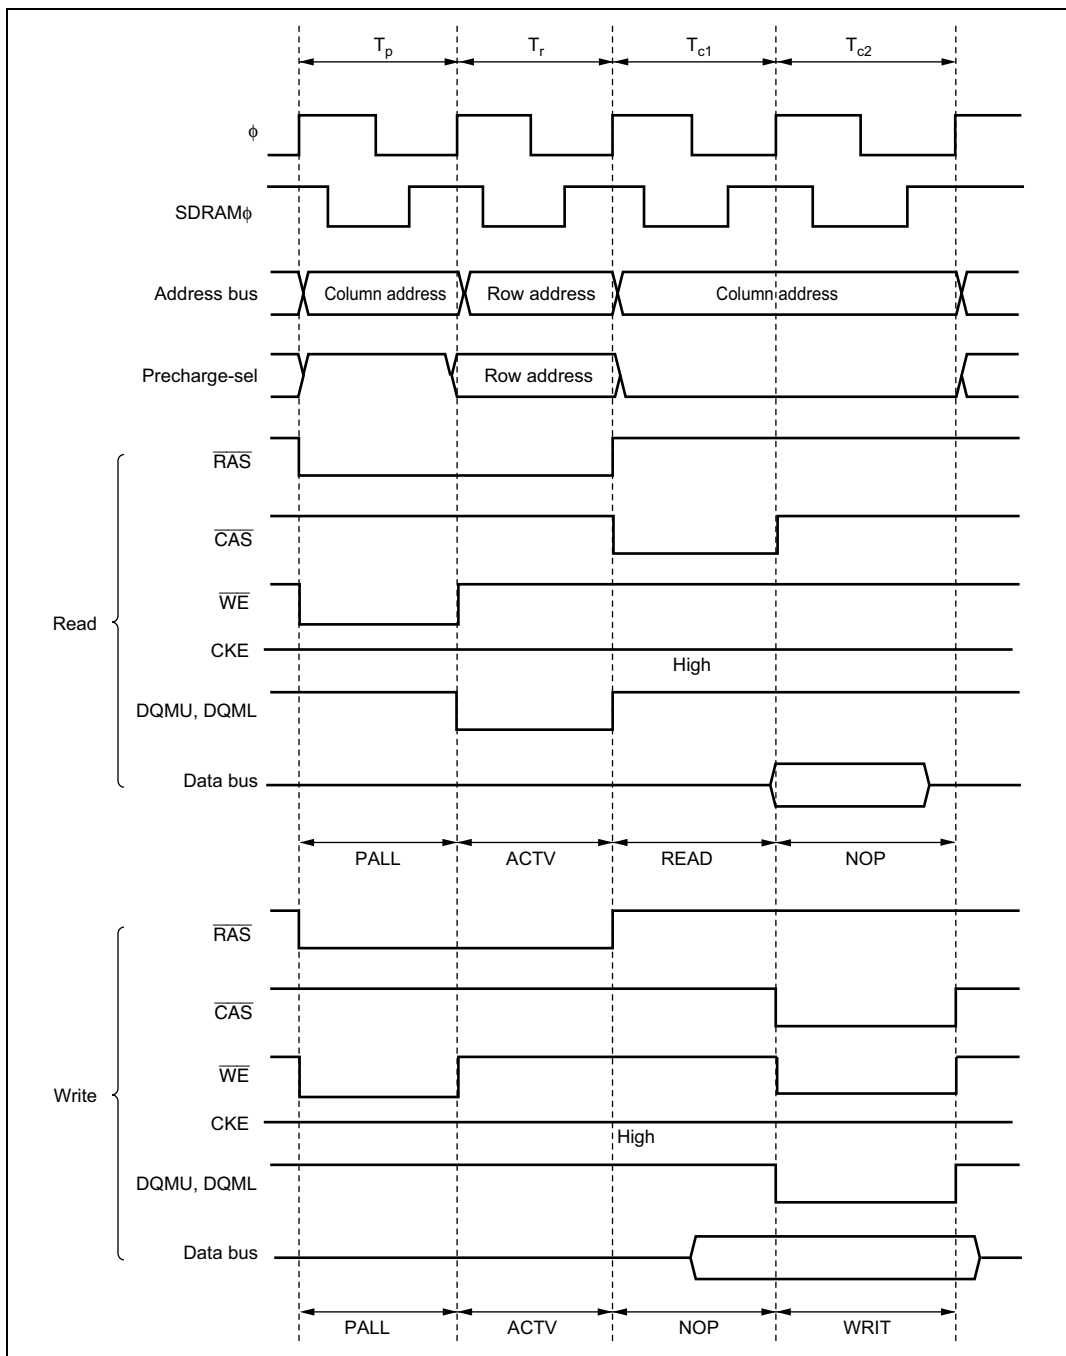 Tp Tr Tc1 Tc2
ϕ
SDRAMϕ
Address bus Column address Row address Column address
Precharge-sel Row address
RAS
CAS
WE
Read
CKE
High
DQMU, DQML
Data bus
PALL ACTV READ NOP
RAS
CAS
WE
Write
CKE
High
DQMU, DQML
Data bus
PALL ACTV NOP WRIT